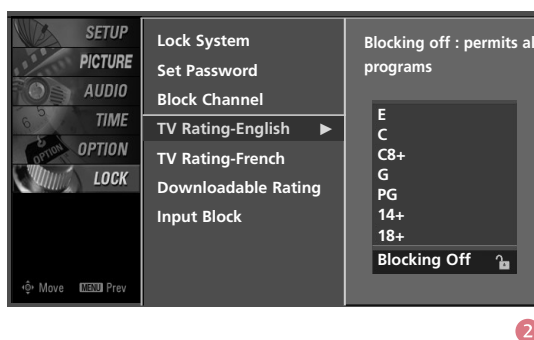 SETUP
PICTURE
AUDIO
TIME
OPTION
LOCK
Move MENU Prev
Lock System
Set Password
Block Channel
TV Rating-English
TV Rating-French
Downloadable Rating
Input Block
Blocking off : permits al
programs
E
C
C8+
G
PG
14+
18+
Blocking Off
2